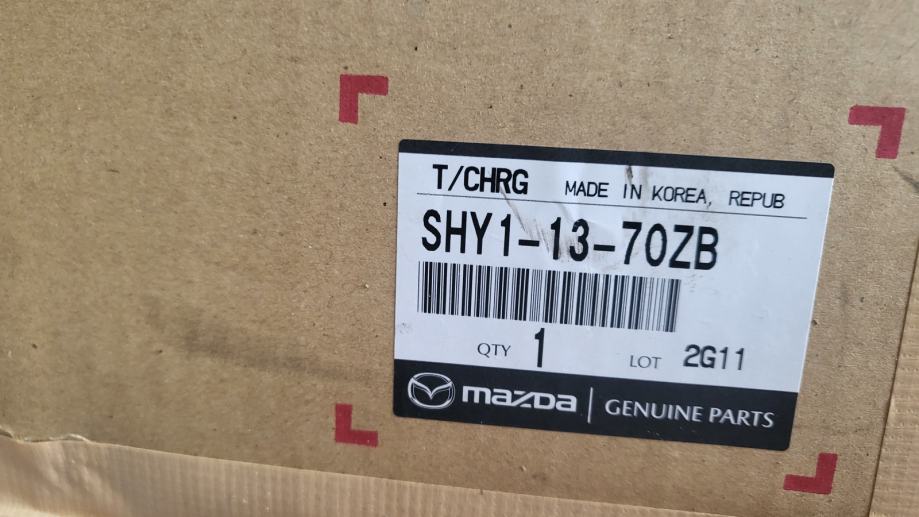 T/CHRG MADE IN KOREA, REPUB
SHY1-13-70ZB
QTY 1 LOT 2G11
mazda GENUINE PARTS